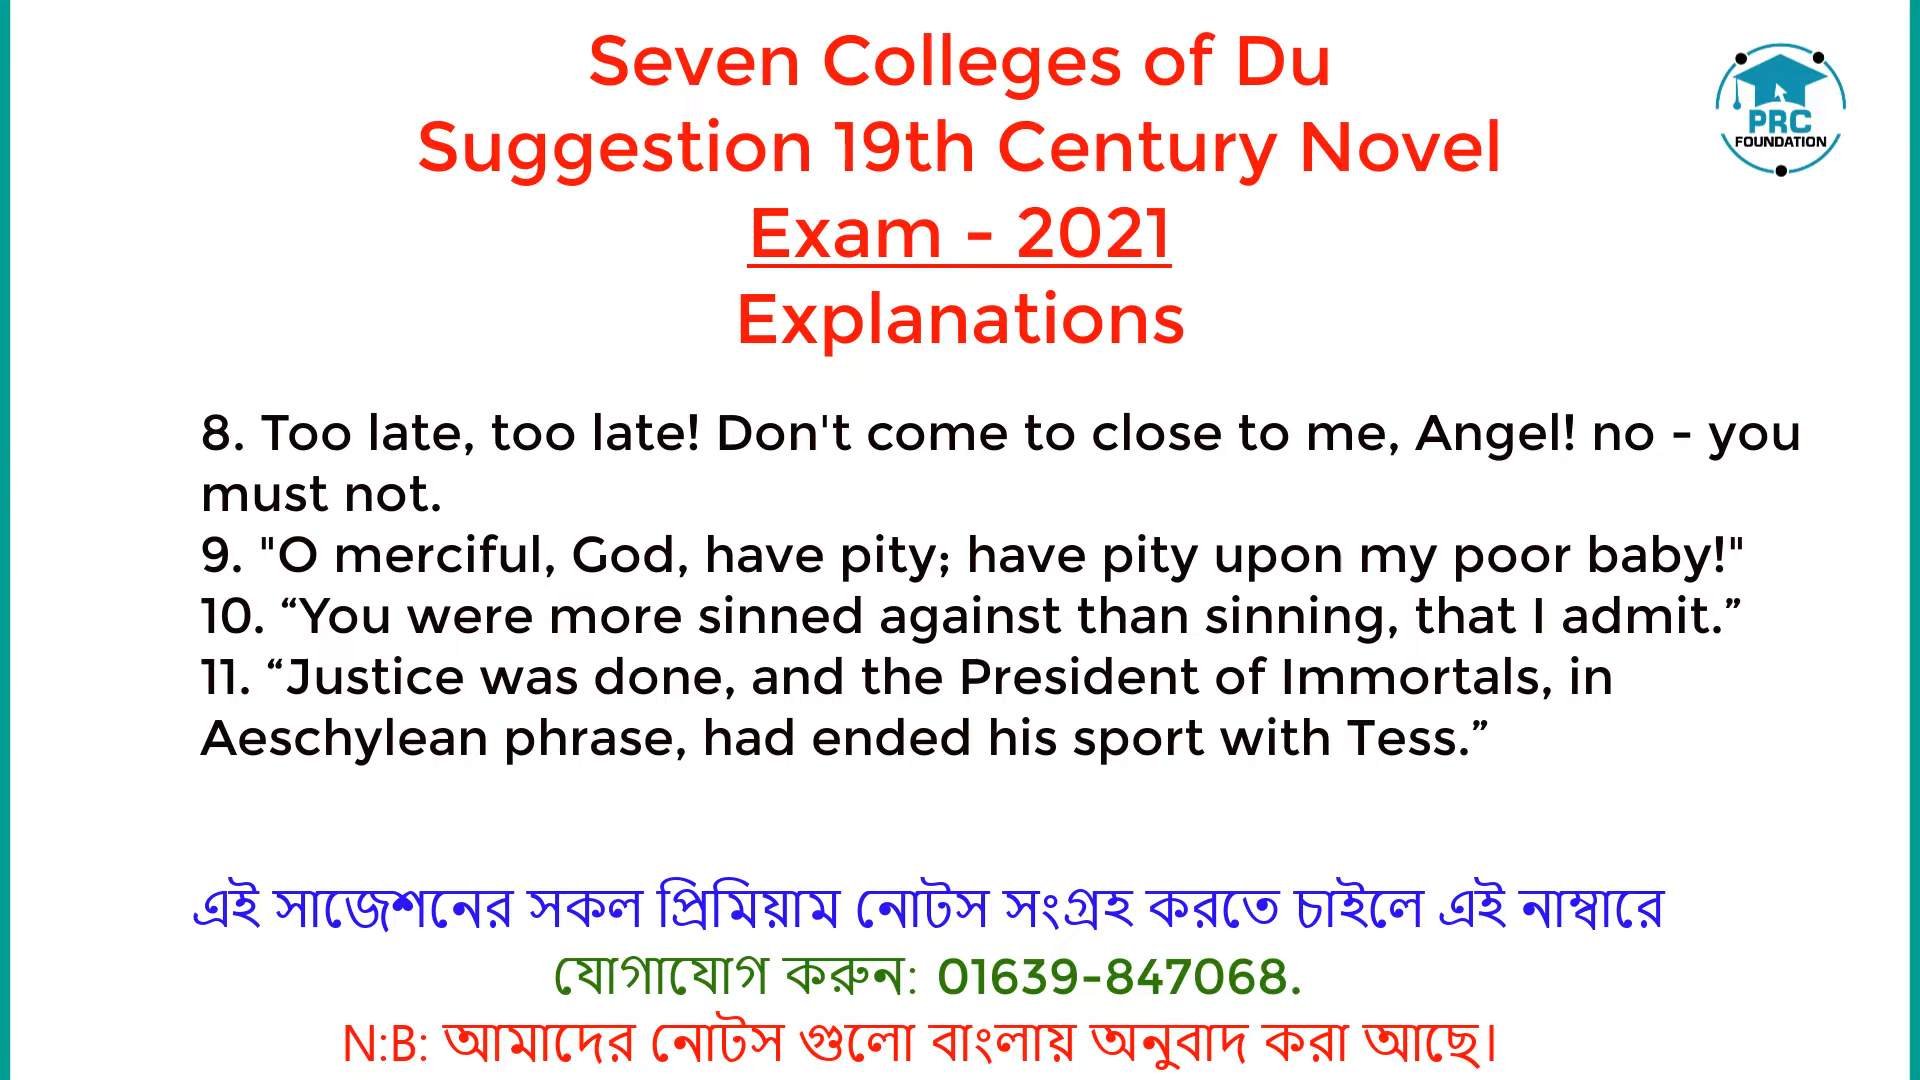 Seven Colleges of Du
Suggestion 19th Century Novel
Exam - 2021
Explanations
PRC
FOUNDATION
8. Too late, too late! Don't come to close to me, Angel! no - you
must not.
9. "O merciful, God, have pity; have pity upon my poor baby!"
10. “You were more sinned against than sinning, that I admit.”
11. “Justice was done, and the President of Immortals, in
Aeschylean phrase, had ended his sport with Tess.”
এই সাজেশনের সকল প্রিমিয়াম নোটস সংগ্রহ করতে চাইলে এই নাম্বারে
যোগাযোগ করুন: 01639-847068.
N:B: আমাদের নোটস গুলো বাংলায় অনুবাদ করা আছে।